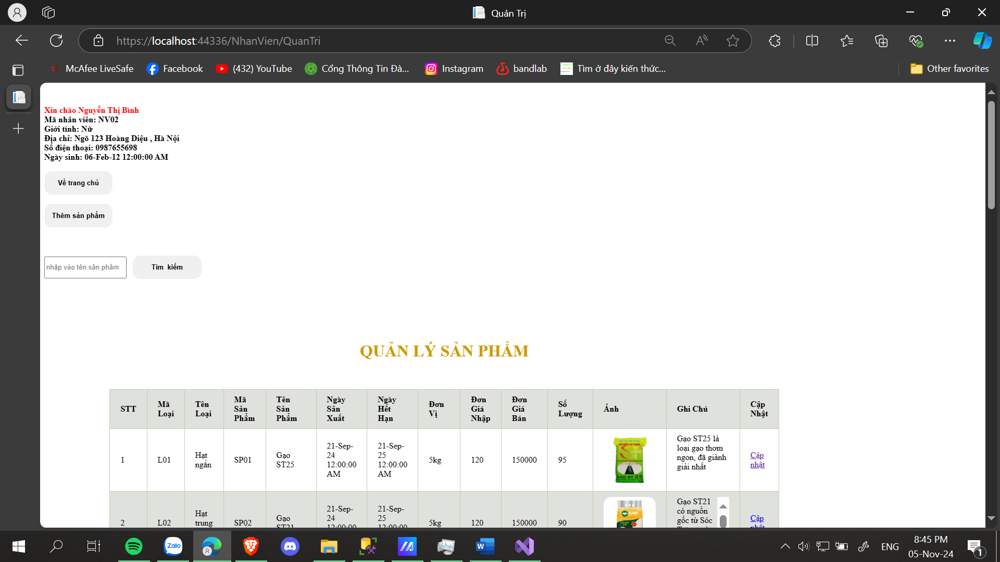 Quản Trị
https://localhost:44336/NhanVien/QuanTri
McAfee LiveSafe
Facebook
(432) YouTube
Cổng Thông Tin Đà...
Instagram
bandlab
Tìm ở đây kiến thức...
Other favorites
Xin chào Nguyễn Thị Bình
Mã nhân viên: NV02
Giới tính: Nữ
Địa chỉ: Ngõ 123 Hoàng Diệu , Hà Nội
Số điện thoại: 0987655698
Ngày sinh: 06-Feb-12 12:00:00 AM
Về trang chủ
Thêm sản phẩm
nhập vào tên sản phẩm
Tìm kiếm
QUẢN LÝ SẢN PHẨM
STT
Mã
Loại
Tên
Loại
Mã
Sản
Phẩm
Tên
Sản
Phẩm
Ngày
Sản
Xuất
Ngày
Hết
Hạn
Đơn
Vị
Đơn
Giá
Nhập
Đơn
Giá
Bán
Số
Lượng
Ảnh
Ghi Chú
Cập
Nhật
1
L01
Hạt
ngắn
SP01
Gạo
ST25
21-Sep-
24
12:00:00
AM
21-Sep-
25
12:00:00
AM
5kg
120
150000
95
GẠO ST 25
Gạo ST25 là
loại gạo thơm
ngon, đã giành
giải nhất
Cập
nhật
2
L02
Hạt
trung
SP02
Gạo
ST21
21-Sep-
24
12:00:00
21-Sep-
25
12:00:00
5kg
120
150000
90
A AN
Gạo ST21
có nguồn
gốc từ Sóc
Cập
nhật
Zalo
ENG
8:45 PM
05-Nov-24
1